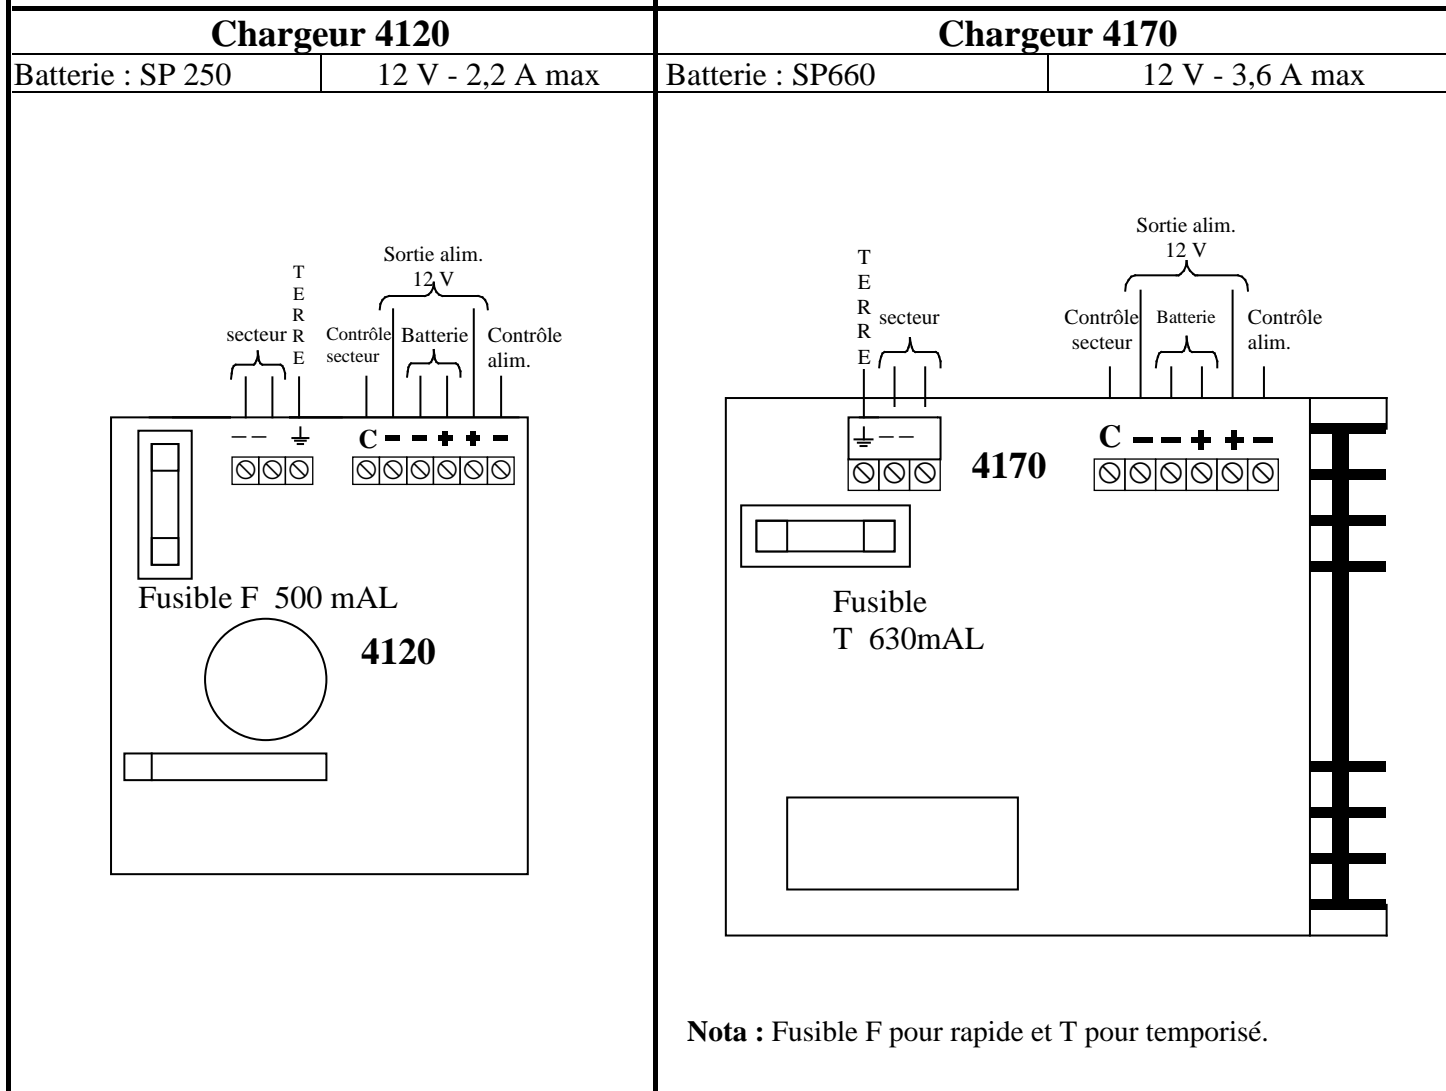 Chargeur 4120
Batterie : SP 250
12 V - 2,2 A max
Sortie alim.
12 V
TERRE
secteur
Contrôle
secteur
Batterie
Contrôle
alim.
-- C - - + + -
Fusible F 500 mAL
4120
Chargeur 4170
Batterie : SP660
12 V - 3,6 A max
Sortie alim.
12 V
TERRE
secteur
Contrôle
secteur
Batterie
Contrôle
alim.
-- C - - + + -
4170
Fusible
T 630mAL
Nota : Fusible F pour rapide et T pour temporisé.